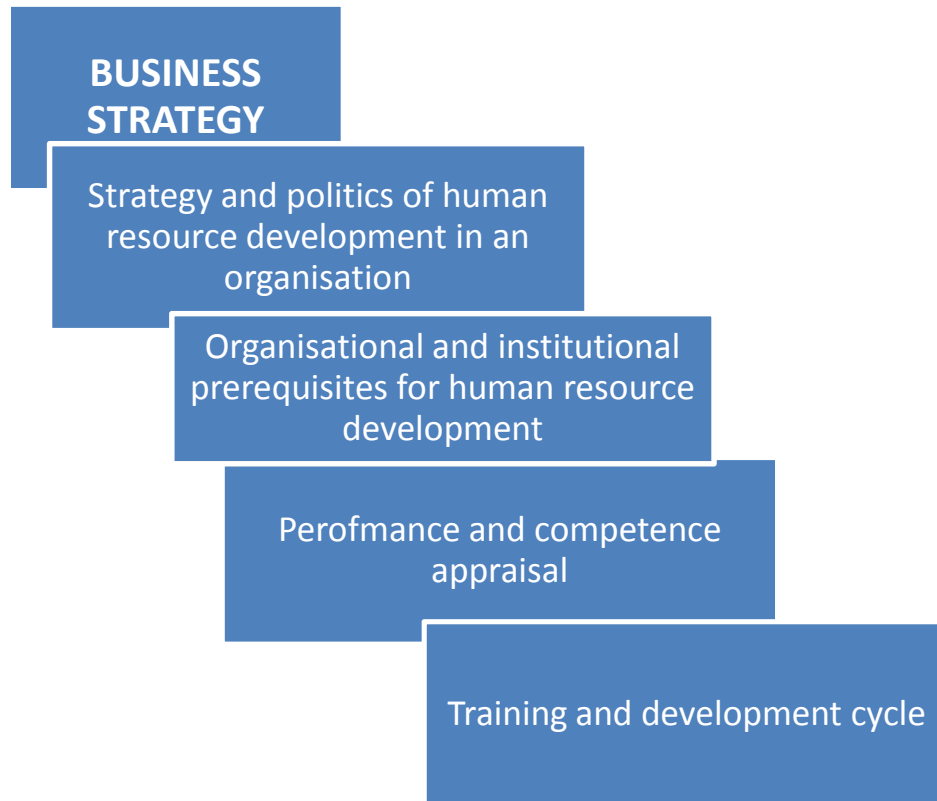 BUSINESS
STRATEGY
Strategy and politics of human
resource development in an
organisation
Organisational and institutional
prerequisites for human resource
development
Perofmance and competence
appraisal
Training and development cycle